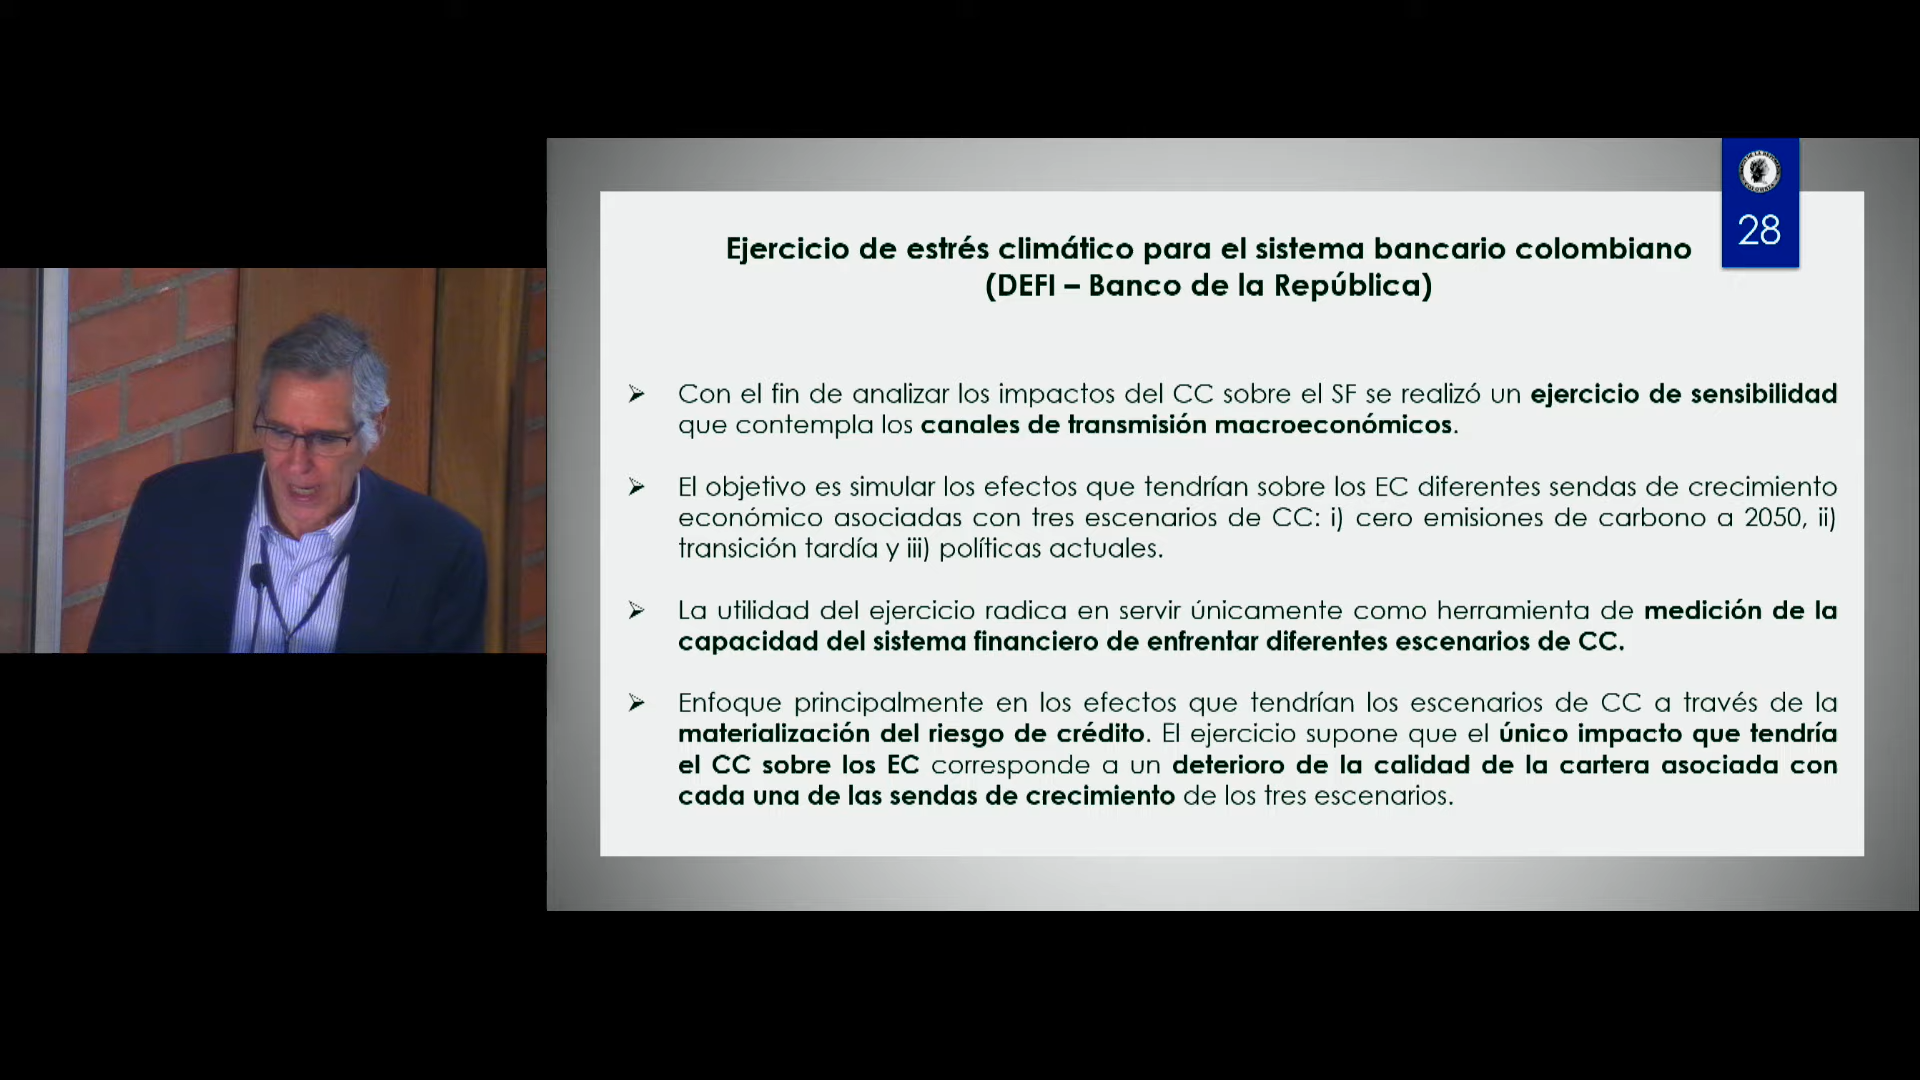 28
Ejercicio de estrés climático para el sistema bancario colombiano
(DEFI – Banco de la República)
➢ Con el fin de analizar los impactos del CC sobre el SF se realizó un ejercicio de sensibilidad
que contempla los canales de transmisión macroeconómicos.
➢ El objetivo es simular los efectos que tendrían sobre los EC diferentes sendas de crecimiento
económico asociadas con tres escenarios de CC: i) cero emisiones de carbono a 2050, ii)
transición tardía y iii) políticas actuales.
➢ La utilidad del ejercicio radica en servir únicamente como herramienta de medición de la
capacidad del sistema financiero de enfrentar diferentes escenarios de CC.
➢ Enfoque principalmente en los efectos que tendrían los escenarios de CC a través de la
materialización del riesgo de crédito. El ejercicio supone que el único impacto que tendría
el CC sobre los EC corresponde a un deterioro de la calidad de la cartera asociada con
cada una de las sendas de crecimiento de los tres escenarios.